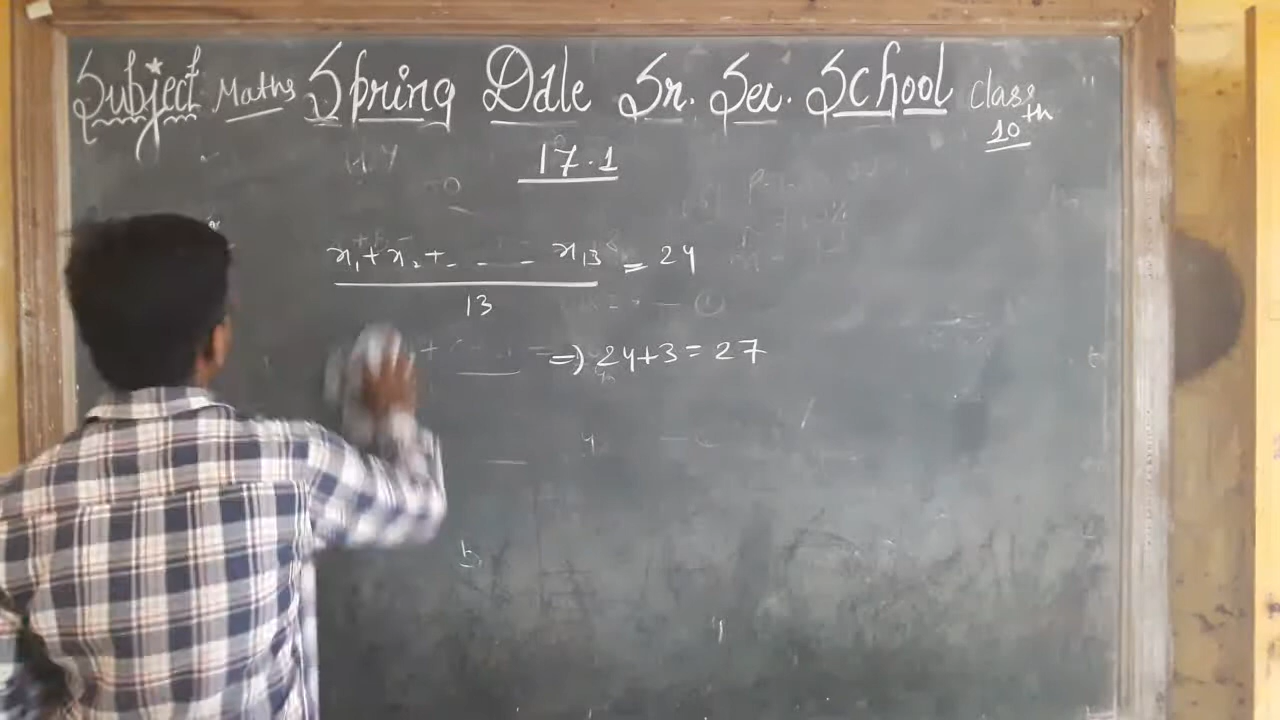 Subject Maths Spring Dale Sr. Sec. School class 10th
17.1
x₁+x₂+- - - - x₁₃ = 24
13
=) 24+3 = 27